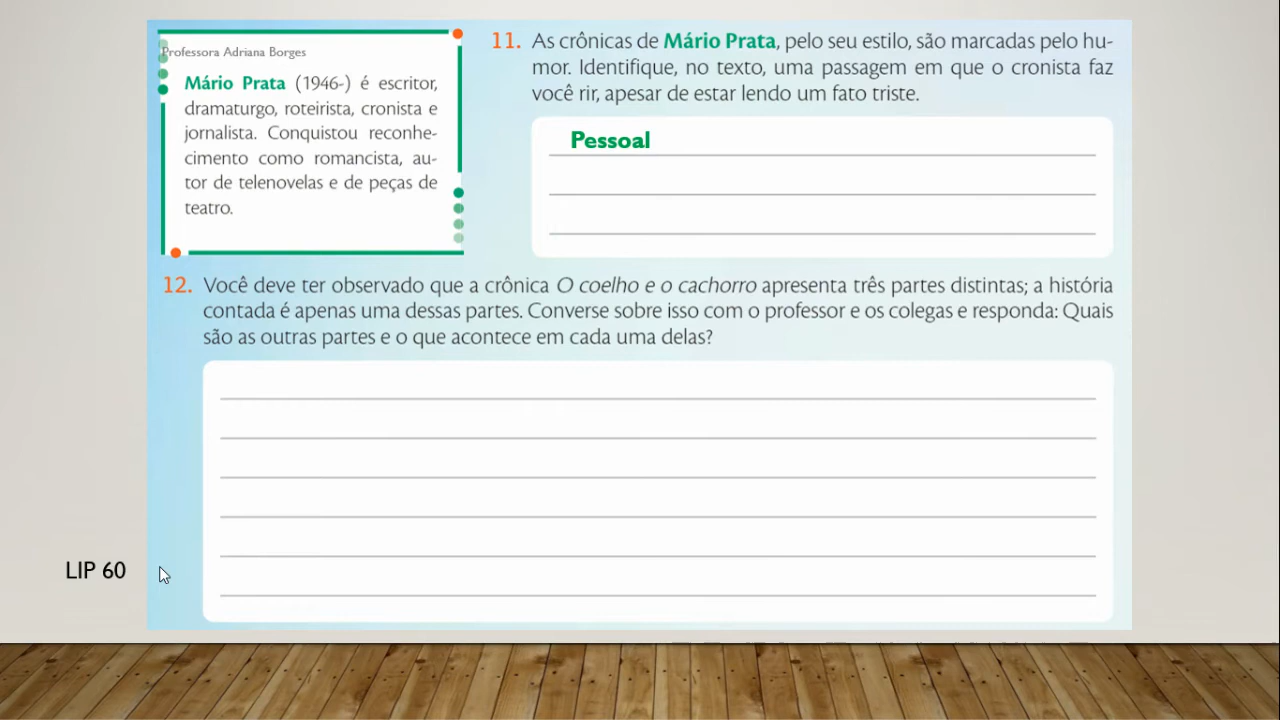 Professora Adriana Borges
Mário Prata (1946-) é escritor,
dramaturgo, roteirista, cronista e
jornalista. Conquistou reconhe-
cimento como romancista, au-
tor de telenovelas e de peças de
teatro.
11. As crônicas de Mário Prata, pelo seu estilo, são marcadas pelo hu-
mor. Identifique, no texto, uma passagem em que o cronista faz
você rir, apesar de estar lendo um fato triste.
Pessoal
12. Você deve ter observado que a crônica O coelho e o cachorro apresenta três partes distintas; a história
contada é apenas uma dessas partes. Converse sobre isso com o professor e os colegas e responda: Quais
são as outras partes e o que acontece em cada uma delas?
LIP 60